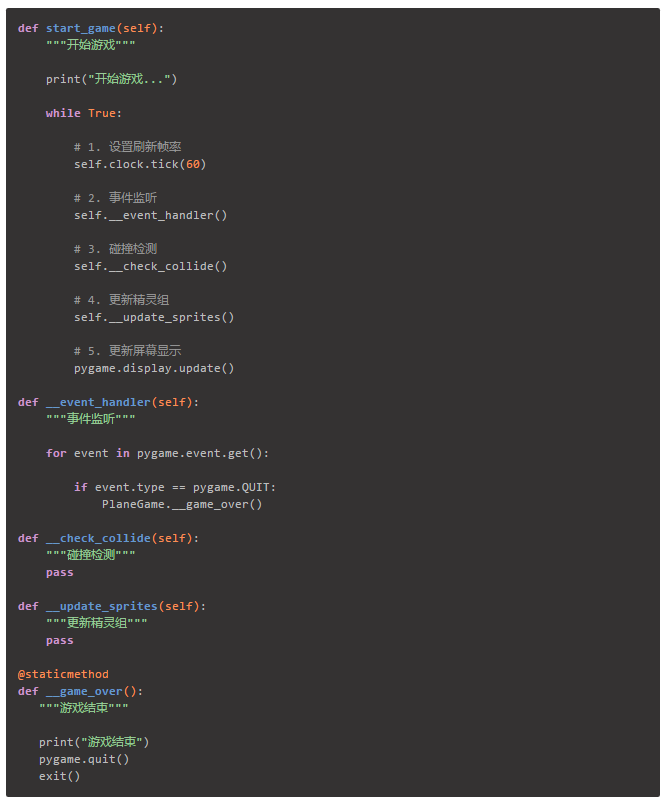 def start_game(self):
    """开始游戏"""
    print("开始游戏...")
    while True:
        # 1. 设置刷新帧率
        self.clock.tick(60)
        # 2. 事件监听
        self.__event_handler()
        # 3. 碰撞检测
        self.__check_collide()
        # 4. 更新精灵组
        self.__update_sprites()
        # 5. 更新屏幕显示
        pygame.display.update()
def __event_handler(self):
    """事件监听"""
    for event in pygame.event.get():
        if event.type == pygame.QUIT:
            PlaneGame.__game_over()
def __check_collide(self):
    """碰撞检测"""
    pass
def __update_sprites(self):
    """更新精灵组"""
    pass
@staticmethod
def __game_over():
   """游戏结束"""
   print("游戏结束")
   pygame.quit()
   exit()